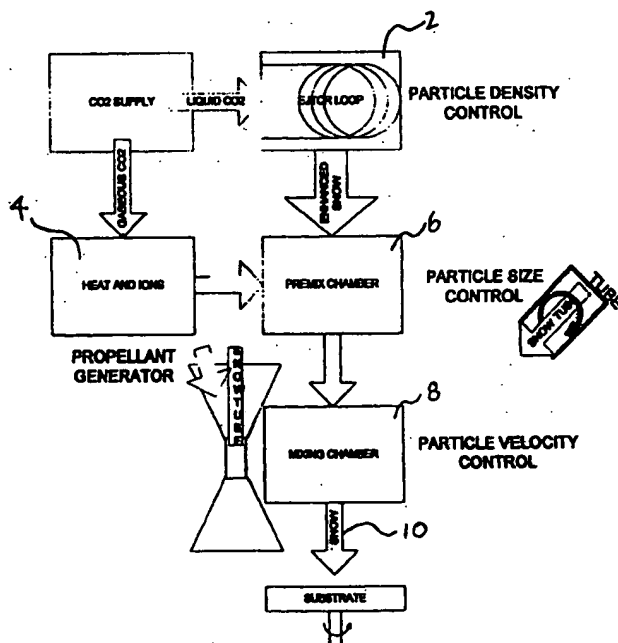 2
CO2 SUPPLY
LIQUID CO2
LOOP
PARTICLE DENSITY
CONTROL
GASEOUS CO2
ENHANCED
SNOW
4
6
HEAT AND IONS
PREMIX CHAMBER
PARTICLE SIZE
CONTROL
SNOW TUBE
TUBE
PROPELLANT
GENERATOR
8
MIXING CHAMBER
PARTICLE VELOCITY
CONTROL
SNOW
10
SUBSTRATE